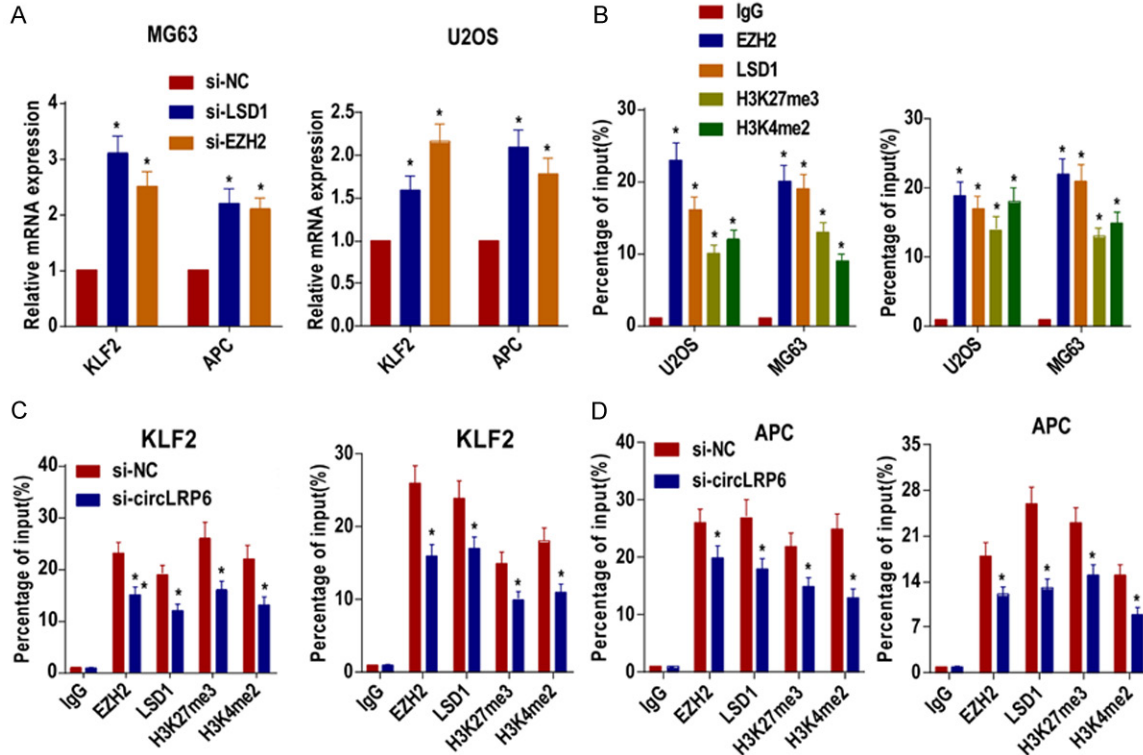 A
MG63
si-NC
si-LSD1
si-EZH2
Relative mRNA expression
4
3
2
1
0
KLF2
APC
U2OS
Relative mRNA expression
2.5
2.0
1.5
1.0
0.5
0.0
* * * *
* * * *
KLF2
APC
B
IgG
EZH2
LSD1
H3K27me3
H3K4me2
Percentage of input(%)
30
20
10
0
* * * * * * * *
U2OS
MG63
Percentage of input(%)
30
20
10
0
* * * * * * * *
U2OS
MG63
C
KLF2
si-NC
si-circLRP6
Percentage of input(%)
40
30
20
10
0
* * * * *
IgG
EZH2
LSD1
H3K27me3
H3K4me2
KLF2
Percentage of input(%)
30
20
10
0
* * * *
IgG
EZH2
LSD1
H3K27me3
H3K4me2
D
APC
si-NC
si-circLRP6
Percentage of input(%)
40
30
20
10
0
* * * *
IgG
EZH2
LSD1
H3K27me3
H3K4me2
APC
Percentage of input(%)
35
28
21
14
7
0
* * * *
IgG
EZH2
LSD1
H3K27me3
H3K4me2